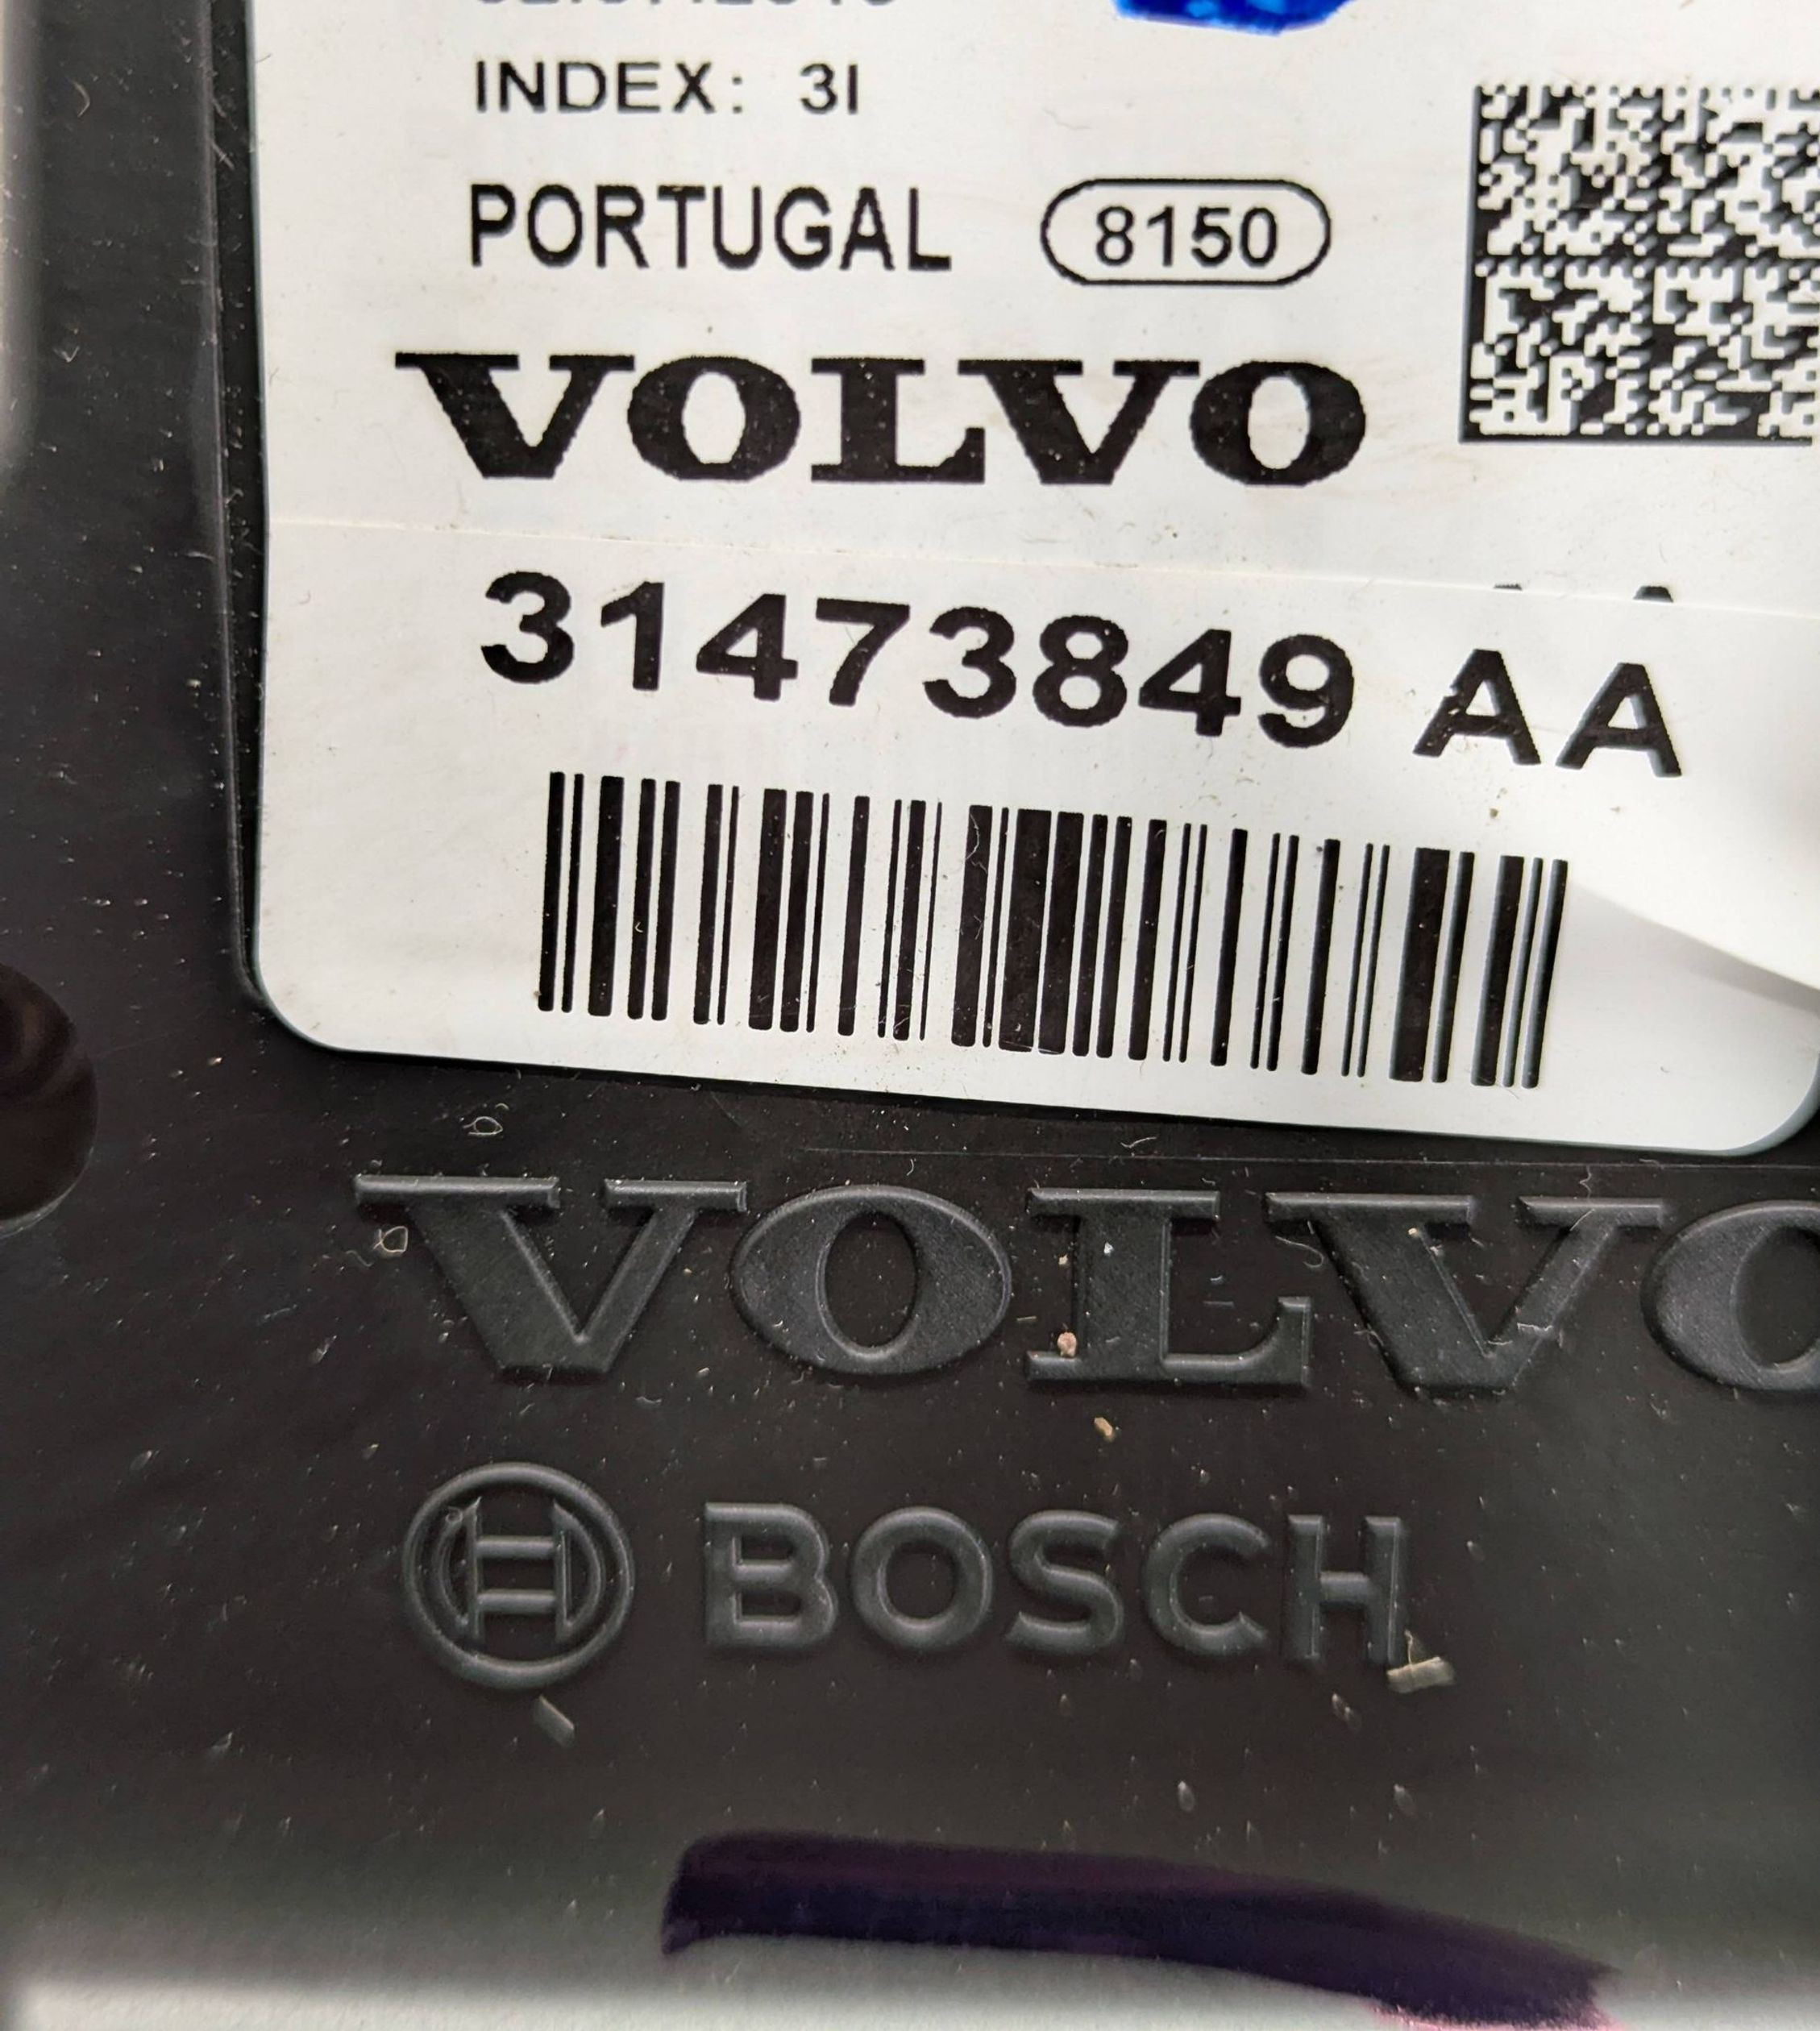 INDEX: 3I
PORTUGAL 8150
VOLVO
31473849 AA
VOLVO
BOSCH